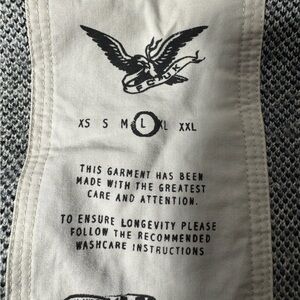 FCUK
XS S M L XL XXL
THIS GARMENT HAS BEEN
MADE WITH THE GREATEST
CARE AND ATTENTION.
TO ENSURE LONGEVITY PLEASE
FOLLOW THE RECOMMENDED
WASHCARE INSTRUCTIONS